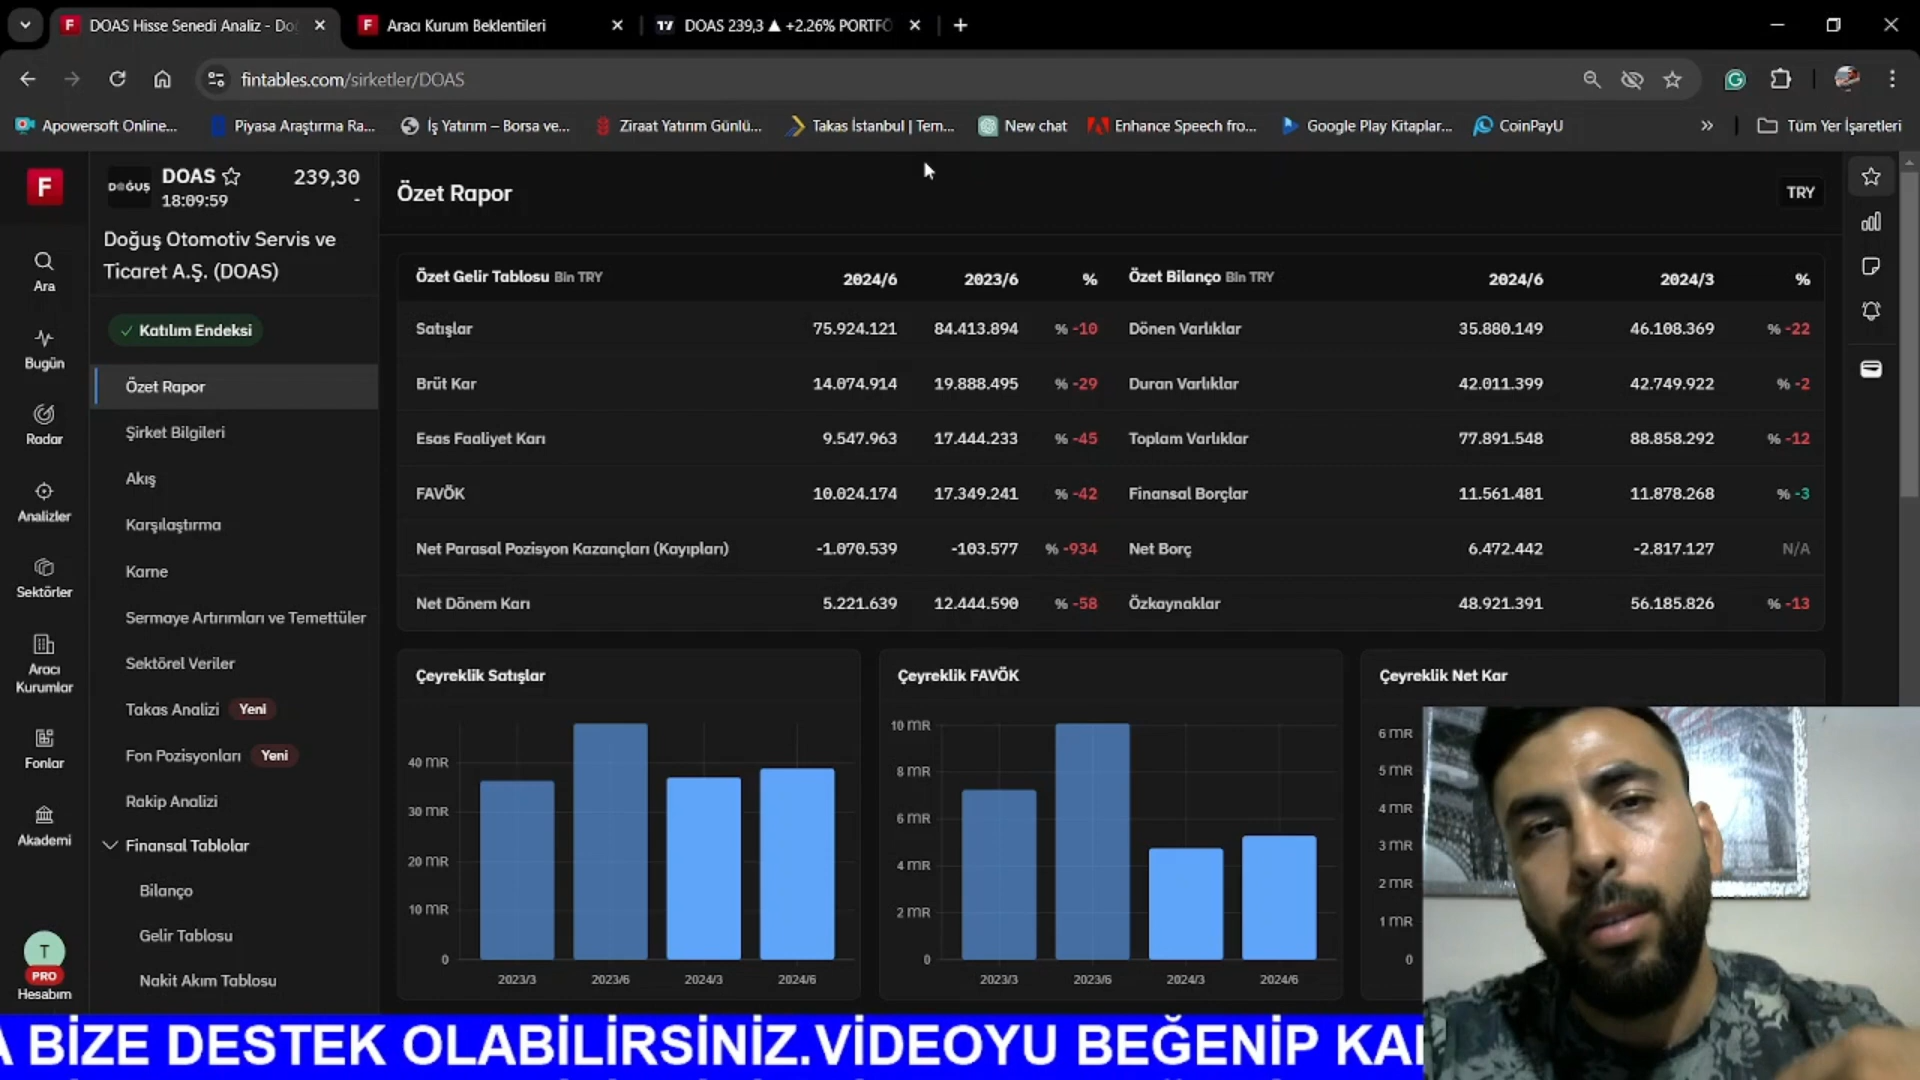 DOAS Hisse Senedi Analiz - Do
Aracı Kurum Beklentileri
DOAS 239,3 ▲ +2.26% PORTFÖ
fintables.com/sirketler/DOAS
Apowersoft Online...
Piyasa Araştırma Ra...
İş Yatırım – Borsa ve...
Ziraat Yatırım Günlü...
Takas İstanbul | Tem...
New chat
Enhance Speech fro...
Google Play Kitaplar...
CoinPayU
Tüm Yer İşaretleri
F
Ara
Bugün
Radar
Analizler
Sektörler
Aracı
Kurumlar
Fonlar
Akademi
T
PRO
Hesabım
DOĞUŞ
DOAS 239,30
18:09:59 -
Doğuş Otomotiv Servis ve
Ticaret A.Ş. (DOAS)
Katılım Endeksi
Özet Rapor
Şirket Bilgileri
Akış
Karşılaştırma
Karne
Sermaye Artırımları ve Temettüler
Sektörel Veriler
Takas Analizi Yeni
Fon Pozisyonları Yeni
Rakip Analizi
Finansal Tablolar
Bilanço
Gelir Tablosu
Nakit Akım Tablosu
Özet Rapor
TRY
Özet Gelir Tablosu Bin TRY 2024/6 2023/6 %
Satışlar 75.924.121 84.413.894 % -10
Brüt Kar 14.074.914 19.888.495 % -29
Esas Faaliyet Karı 9.547.963 17.444.233 % -45
FAVÖK 10.024.174 17.349.241 % -42
Net Parasal Pozisyon Kazançları (Kayıpları) -1.070.539 -103.577 % -934
Net Dönem Karı 5.221.639 12.444.590 % -58
Özet Bilanço Bin TRY 2024/6 2024/3 %
Dönen Varlıklar 35.880.149 46.108.369 % -22
Duran Varlıklar 42.011.399 42.749.922 % -2
Toplam Varlıklar 77.891.548 88.858.292 % -12
Finansal Borçlar 11.561.481 11.878.268 % -3
Net Borç 6.472.442 -2.817.127 N/A
Özkaynaklar 48.921.391 56.185.826 % -13
Çeyreklik Satışlar
40 MR
30 MR
20 MR
10 MR
0
2023/3 2023/6 2024/3 2024/6
Çeyreklik FAVÖK
10 MR
8 MR
6 MR
4 MR
2 MR
0
2023/3 2023/6 2024/3 2024/6
Çeyreklik Net Kar
6 MR
5 MR
4 MR
3 MR
2 MR
1 MR
0
A BİZE DESTEK OLABİLİRSİNİZ.VİDEOYU BEĞENİP KA